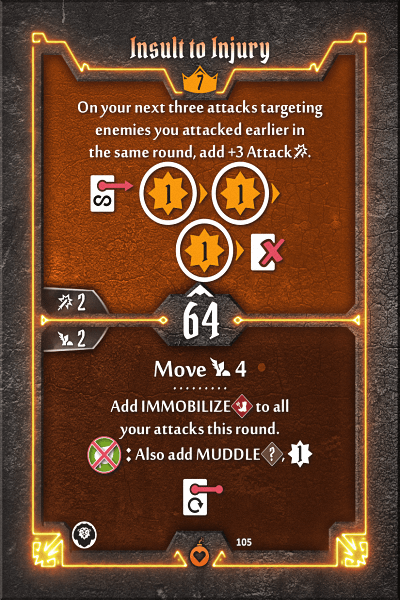 Insult to Injury
7
On your next three attacks targeting
enemies you attacked earlier in
the same round, add +3 Attack.
S 1 1
1
2
64
2
Move 4
Add IMMOBILIZE to all
your attacks this round.
: Also add MUDDLE ?, 1
105